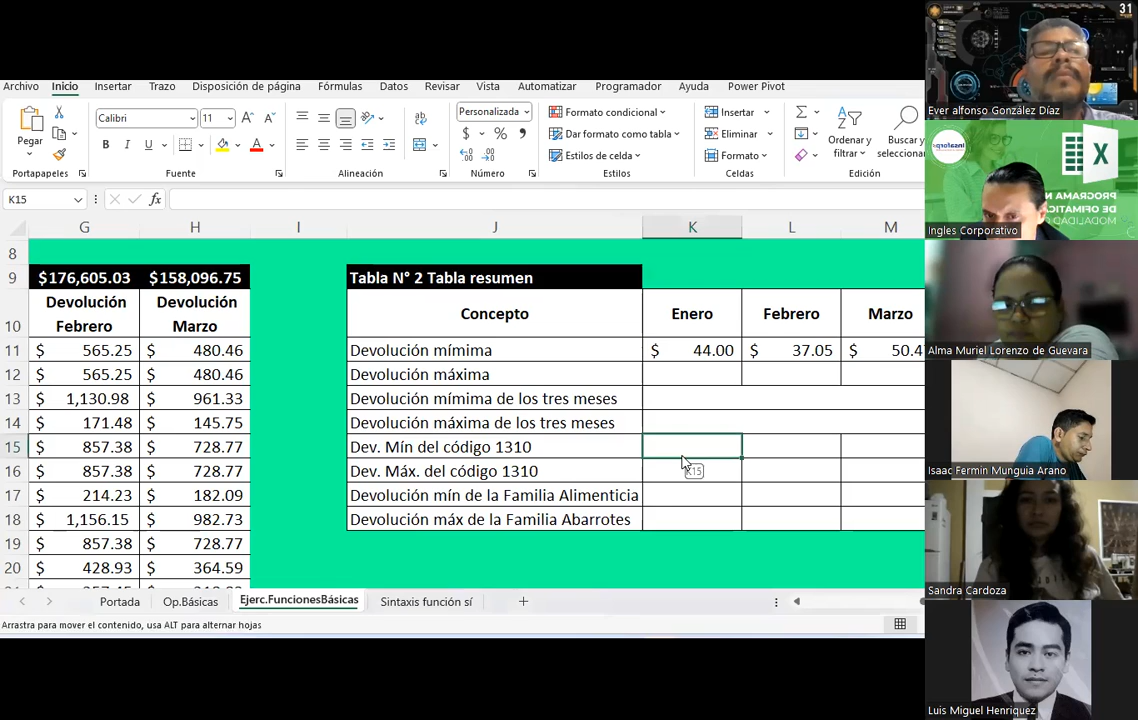 31
Archivo Inicio Insertar Trazo Disposición de página Fórmulas Datos Revisar Vista Automatizar Programador Ayuda Power Pivot
Pegar
Calibri 11
N K S
Personalizada
$ % 000
Formato condicional
Dar formato como tabla
Estilos de celda
Insertar
Eliminar
Formato
Ordenar y
filtrar
Buscar y
seleccionar
Portapapeles Fuente Alineación Número Estilos Celdas Edición
K15 fx
G H I J K L M
8
9 $176,605.03 $158,096.75 Tabla N° 2 Tabla resumen
10 Devolución Febrero Devolución Marzo Concepto Enero Febrero Marzo
11 $ 565.25 $ 480.46 Devolución mímima $ 44.00 $ 37.05 $ 50.4
12 $ 565.25 $ 480.46 Devolución máxima
13 $ 1,130.98 $ 961.33 Devolución mímima de los tres meses
14 $ 171.48 $ 145.75 Devolución máxima de los tres meses
15 $ 857.38 $ 728.77 Dev. Mín del código 1310
16 $ 857.38 $ 728.77 Dev. Máx. del código 1310
K15
17 $ 214.23 $ 182.09 Devolución mín de la Familia Alimenticia
18 $ 1,156.15 $ 982.73 Devolución máx de la Familia Abarrotes
19 $ 857.38 $ 728.77
20 $ 428.93 $ 364.59
Portada Op.Básicas Ejerc.FuncionesBásicas Sintaxis función sí
Arrastra para mover el contenido, usa ALT para alternar hojas
Ever alfonso González Díaz
insaforp
X
PROGRAMA N
DE OFIMATIC
MODALIDAD
Ingles Corporativo
Alma Muriel Lorenzo de Guevara
Isaac Fermin Munguia Arano
Sandra Cardoza
Luis Miguel Henriquez